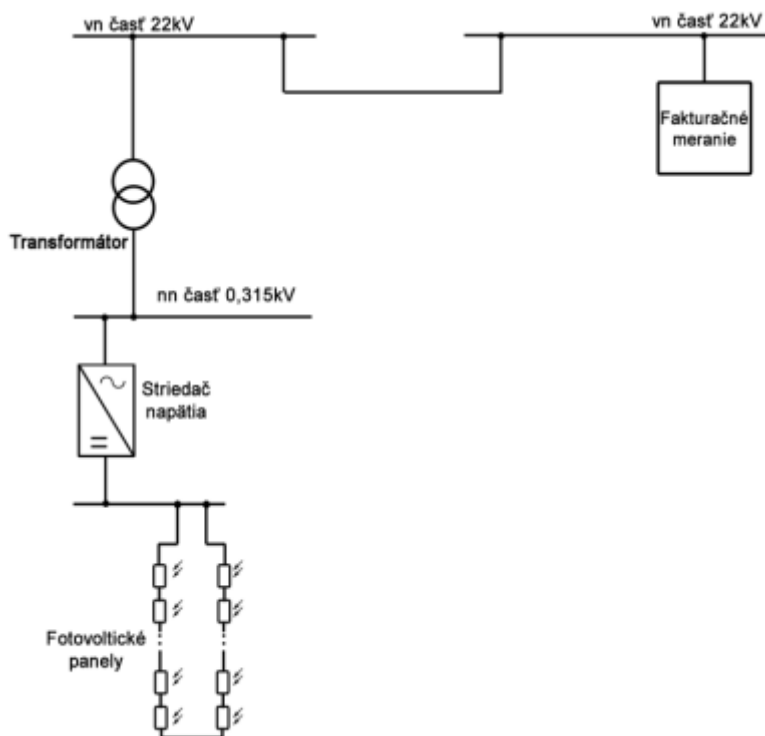 vn časť 22kV
vn časť 22kV
Fakturačné
meranie
Transformátor
nn časť 0,315kV
Striedač
napätia
Fotovoltické
panely